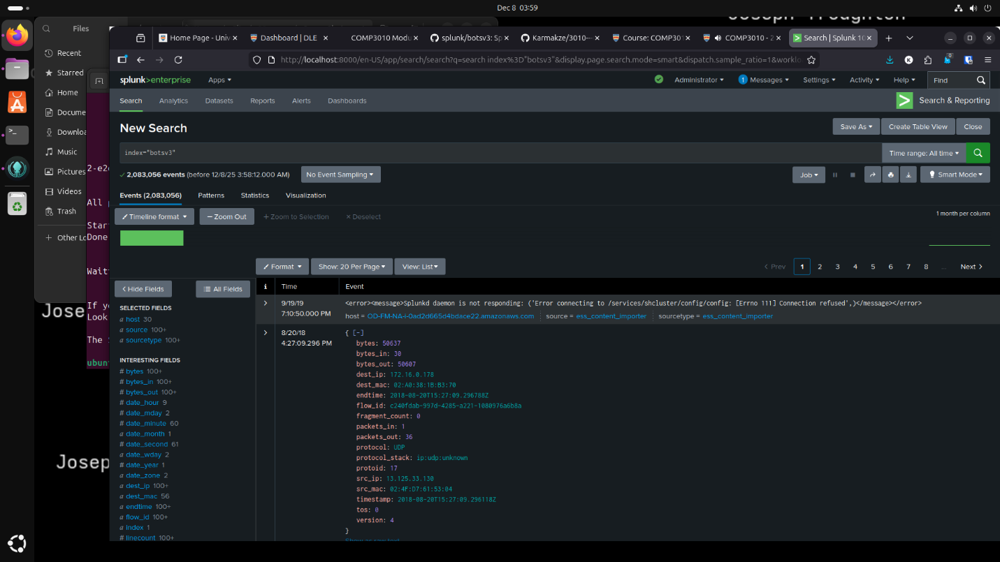 Dec 8 03:59
Files
Home Page - Univ
Dashboard | DLE
COMP3010 Modu
splunk/botsv3: Sp
Karmakze/3010--
Course: COMP301
COMP3010 - 2
Search | Splunk 10
http://localhost:8000/en-US/app/search/search?q=search index%3D"botsv3"&display.page.search.mode=smart&dispatch.sample_ratio=1&worklo
Recent
Starred
Home
Docume
Downloa
Music
Pictures
Videos
Trash
Other Lo
2-e2
All p
Star
Done
Wait
If yo
Look
The S
ubunt
Jose
Josep
splunk>enterprise
Apps
Administrator
1 Messages
Settings
Activity
Help
Find
Search
Analytics
Datasets
Reports
Alerts
Dashboards
Search & Reporting
New Search
Save As
Create Table View
Close
index="botsv3"
Time range: All time
2,083,056 events (before 12/8/25 3:58:12.000 AM)
No Event Sampling
Job
Smart Mode
Events (2,083,056)
Patterns
Statistics
Visualization
Timeline format
Zoom Out
+ Zoom to Selection
× Deselect
1 month per column
Format
Show: 20 Per Page
View: List
Prev
1 2 3 4 5 6 7 8 ... Next
Hide Fields
All Fields
i Time Event
SELECTED FIELDS
a host 30
a source 100+
a sourcetype 100+
INTERESTING FIELDS
# bytes 100+
# bytes_in 100+
# bytes_out 100+
# date_hour 9
# date_mday 2
# date_minute 60
a date_month 1
# date_second 61
a date_wday 2
# date_year 1
a date_zone 2
a dest_ip 100+
a dest_mac 56
a endtime 100+
a flow_id 100+
a index 1
# linecount 100+
9/19/19
7:10:50.000 PM
<error><message>Splunkd daemon is not responding: ('Error connecting to /services/shcluster/config/config: [Errno 111] Connection refused',)</message></error>
host = OD-FM-NA-i-0ad2d665d4bdace22.amazonaws.com
source = ess_content_importer
sourcetype = ess_content_importer
8/20/18
4:27:09.296 PM
{ [-]
bytes: 50637
bytes_in: 30
bytes_out: 50607
dest_ip: 172.16.0.178
dest_mac: 02:A0:38:1B:B3:70
endtime: 2018-08-20T15:27:09.296788Z
flow_id: c240fdab-997d-4285-a221-1080976a6b8a
fragment_count: 0
packets_in: 1
packets_out: 36
protocol: UDP
protocol_stack: ip:udp:unknown
protoid: 17
src_ip: 13.125.33.130
src_mac: 02:4F:D7:61:53:04
timestamp: 2018-08-20T15:27:09.296118Z
tos: 0
version: 4
}